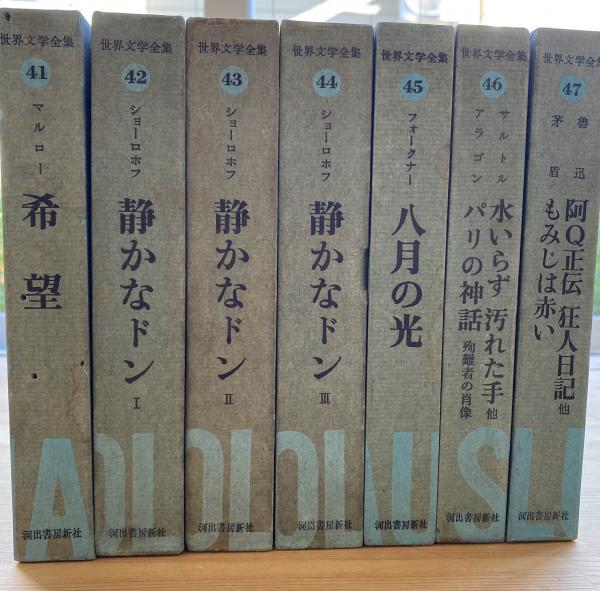 世界文学全集
41
マルロー
希望
河出書房新社
世界文学全集
42
ショーロホフ
静かなドン I
河出書房新社
世界文学全集
43
ショーロホフ
静かなドン II
河出書房新社
世界文学全集
44
ショーロホフ
静かなドン III
河出書房新社
世界文学全集
45
フォークナー
八月の光
河出書房新社
世界文学全集
46
サルトル
アラゴン
水いらず 汚れた手 他
パリの神話 殉難者の肖像
河出書房新社
世界文学全集
47
魯迅
茅盾
阿Q正伝 狂人日記 他
もみじは赤い
河出書房新社